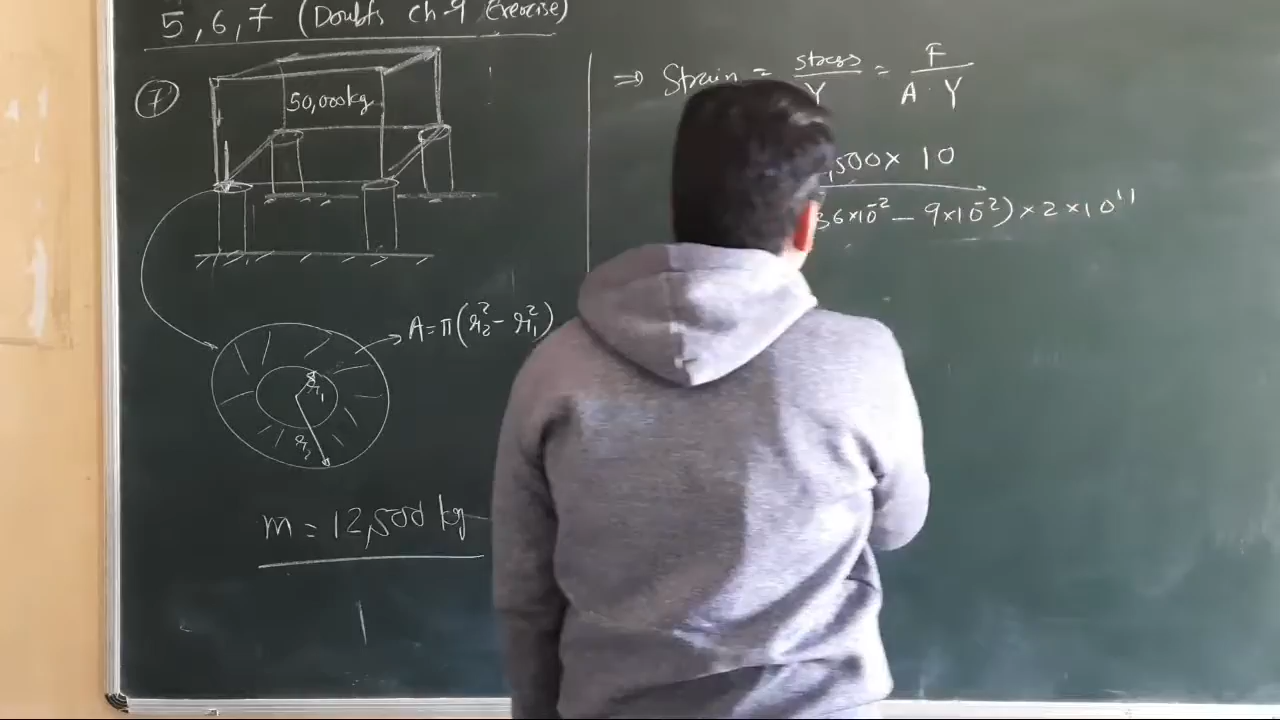 5,6,7 (Doubts ch-9 Exercise)
7
50,000kg
A = π(r₂² - r₁²)
r₁
r₂
m = 12,500 kg
⇒ Strain = stress/Y = F/A·Y
,500 × 10
36×10⁻² - 9×10⁻²) × 2 × 10¹¹